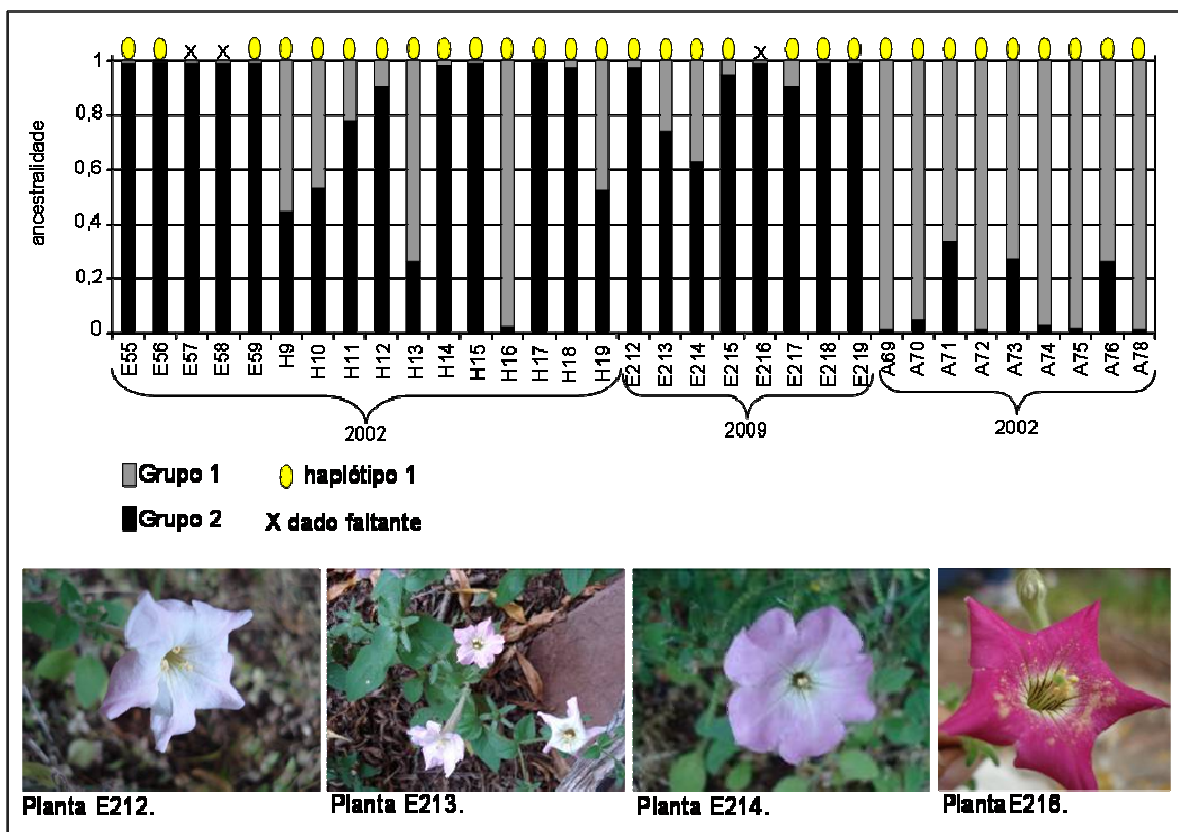 X X X
1
0,8
0,6
0,4
0,2
0
ancestralidade
E55 E56 E57 E58 E59 H9 H10 H11 H12 H13 H14 H15 H16 H17 H18 H19 E212 E213 E214 E215 E216 E217 E218 E219 A69 A70 A71 A72 A73 A74 A75 A76 A78
2002 2009 2002
Grupo 1 haplótipo 1
Grupo 2 X dado faltante
Planta E212. Planta E213. Planta E214. Planta E216.